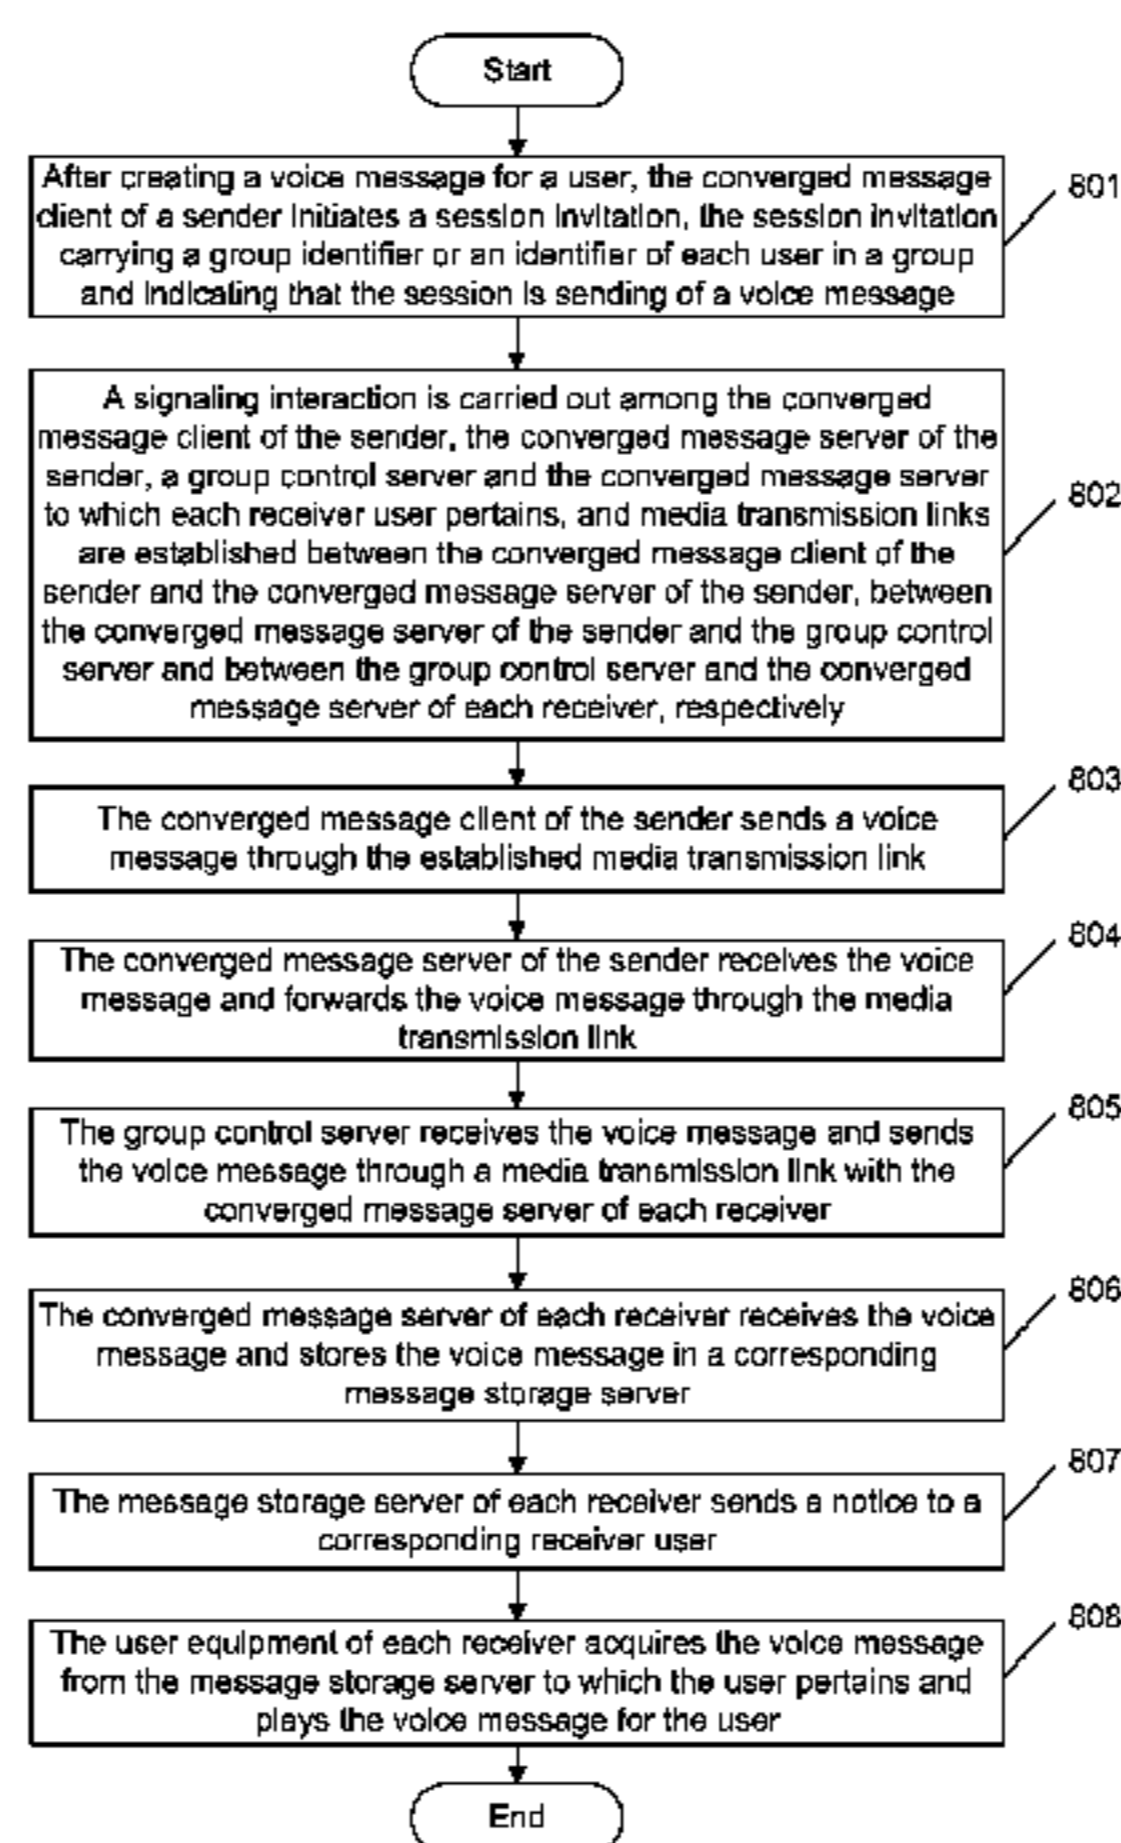 Start
After creating a voice message for a user, the converged message
client of a sender initiates a session invitation, the session invitation
carrying a group identifier or an identifier of each user in a group
and indicating that the session is sending of a voice message
801
A signaling interaction is carried out among the converged
message client of the sender, the converged message server of the
sender, a group control server and the converged message server
to which each receiver user pertains, and media transmission links
are established between the converged message client of the
sender and the converged message server of the sender, between
the converged message server of the sender and the group control
server and between the group control server and the converged
message server of each receiver, respectively
802
The converged message client of the sender sends a voice
message through the established media transmission link
803
The converged message server of the sender receives the voice
message and forwards the voice message through the media
transmission link
804
The group control server receives the voice message and sends
the voice message through a media transmission link with the
converged message server of each receiver
805
The converged message server of each receiver receives the voice
message and stores the voice message in a corresponding
message storage server
806
The message storage server of each receiver sends a notice to a
corresponding receiver user
807
The user equipment of each receiver acquires the voice message
from the message storage server to which the user pertains and
plays the voice message for the user
808
End